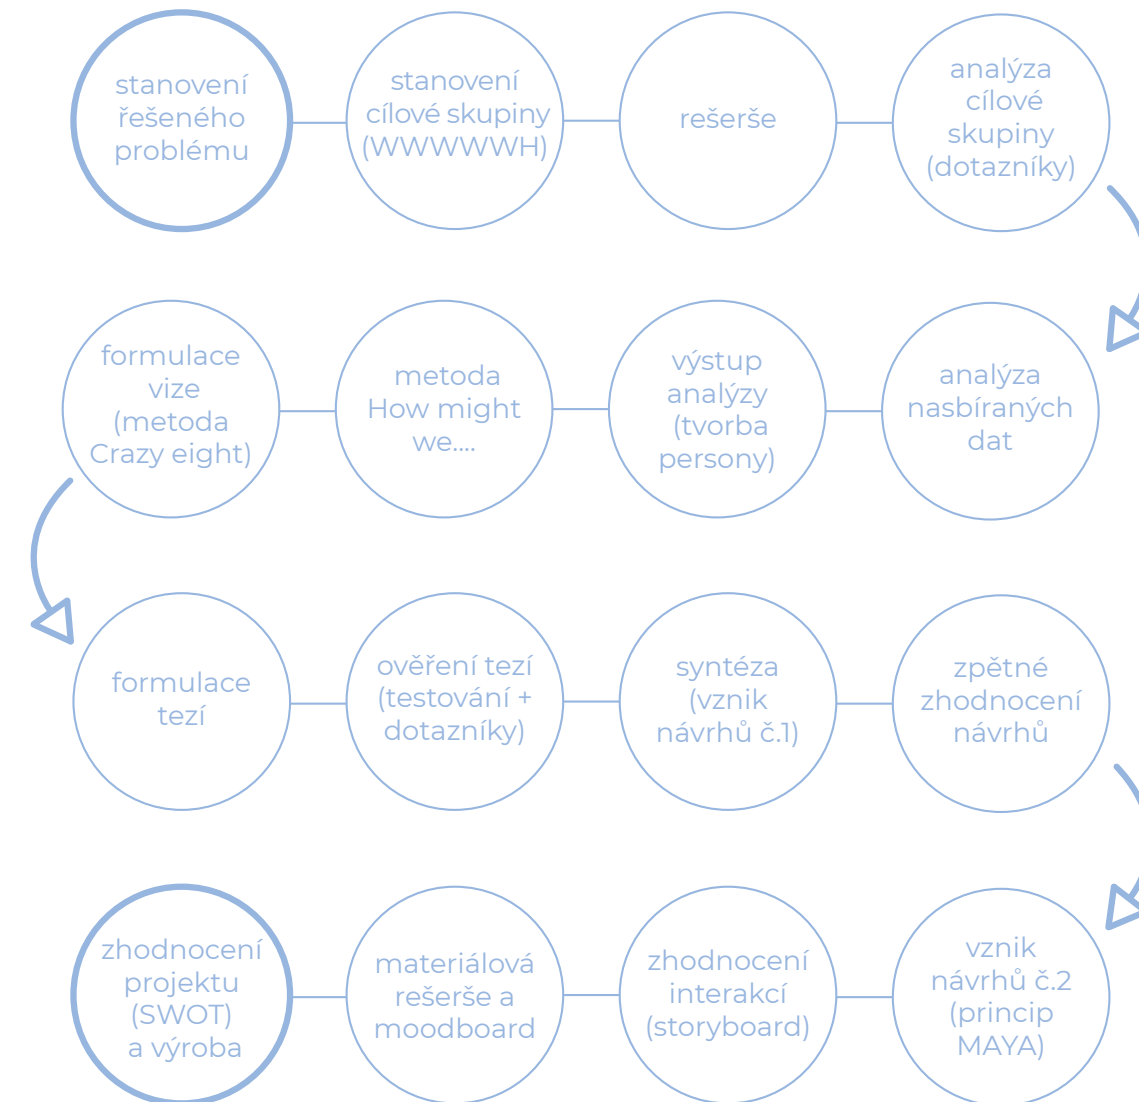 stanovení
řešeného
problému
stanovení
cílové skupiny
(WWWWWH)
rešerše
analýza
cílové
skupiny
(dotazníky)
formulace
vize
(metoda
Crazy eight)
metoda
How might
we....
výstup
analýzy
(tvorba
persony)
analýza
nasbíraných
dat
formulace
tezí
ověření tezí
(testování +
dotazníky)
syntéza
(vznik
návrhů č.1)
zpětné
zhodnocení
návrhů
zhodnocení
projektu
(SWOT)
a výroba
materiálová
rešerše a
moodboard
zhodnocení
interakcí
(storyboard)
vznik
návrhů č.2
(princip
MAYA)